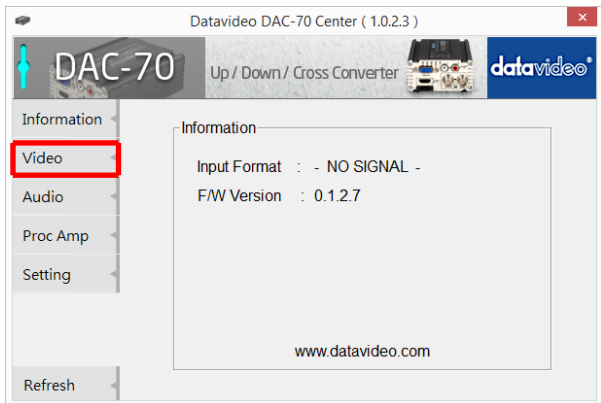 Datavideo DAC-70 Center ( 1.0.2.3 )
DAC-70 Up / Down / Cross Converter datavideo®
Information
Video
Audio
Proc Amp
Setting
Refresh
Information
Input Format : - NO SIGNAL -
F/W Version : 0.1.2.7
www.datavideo.com